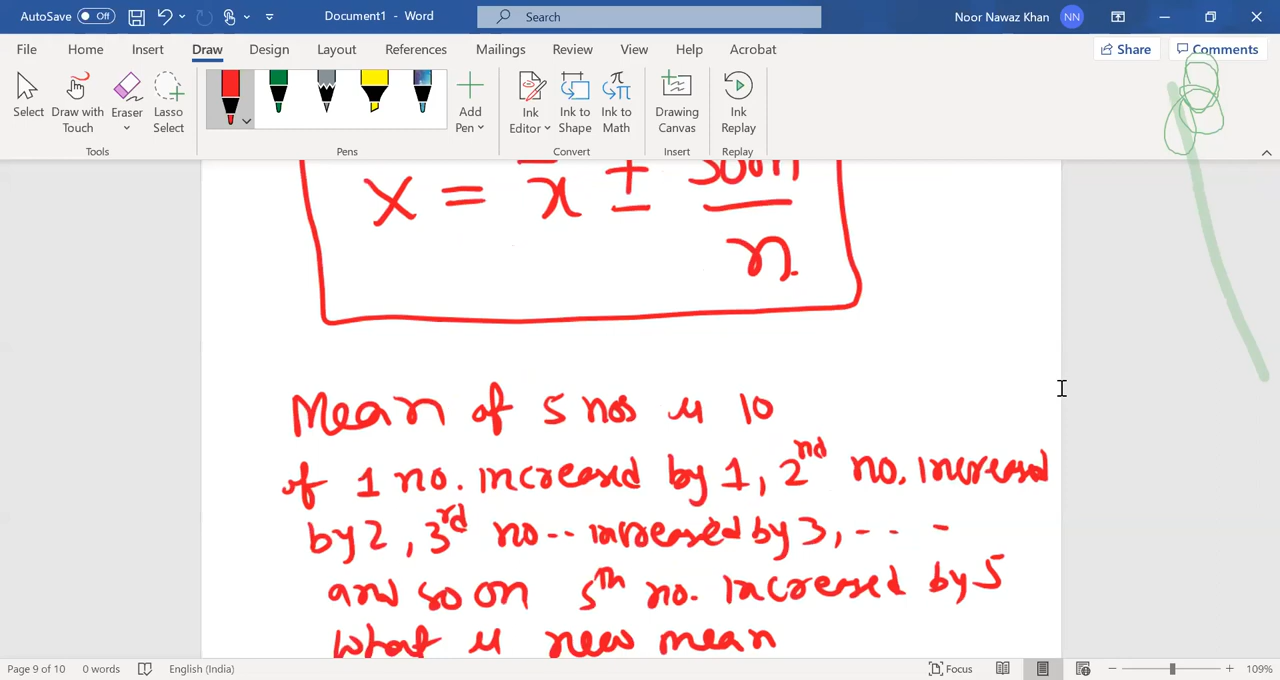 AutoSave Off Document1 - Word Search Noor Nawaz Khan NN
File Home Insert Draw Design Layout References Mailings Review View Help Acrobat Share Comments
Select Draw with Touch Eraser Lasso Select Add Pen Ink Editor Ink to Shape Ink to Math Drawing Canvas Ink Replay
Tools Pens Convert Insert Replay
x = x̄ ±
n.
Mean of 5 nos is 10
if 1 no. increased by 1, 2nd no. increased
by 2, 3rd no-- increased by 3, - - -
and so on 5th no. increased by 5
What is new mean
Page 9 of 10 0 words English (India) Focus 109%